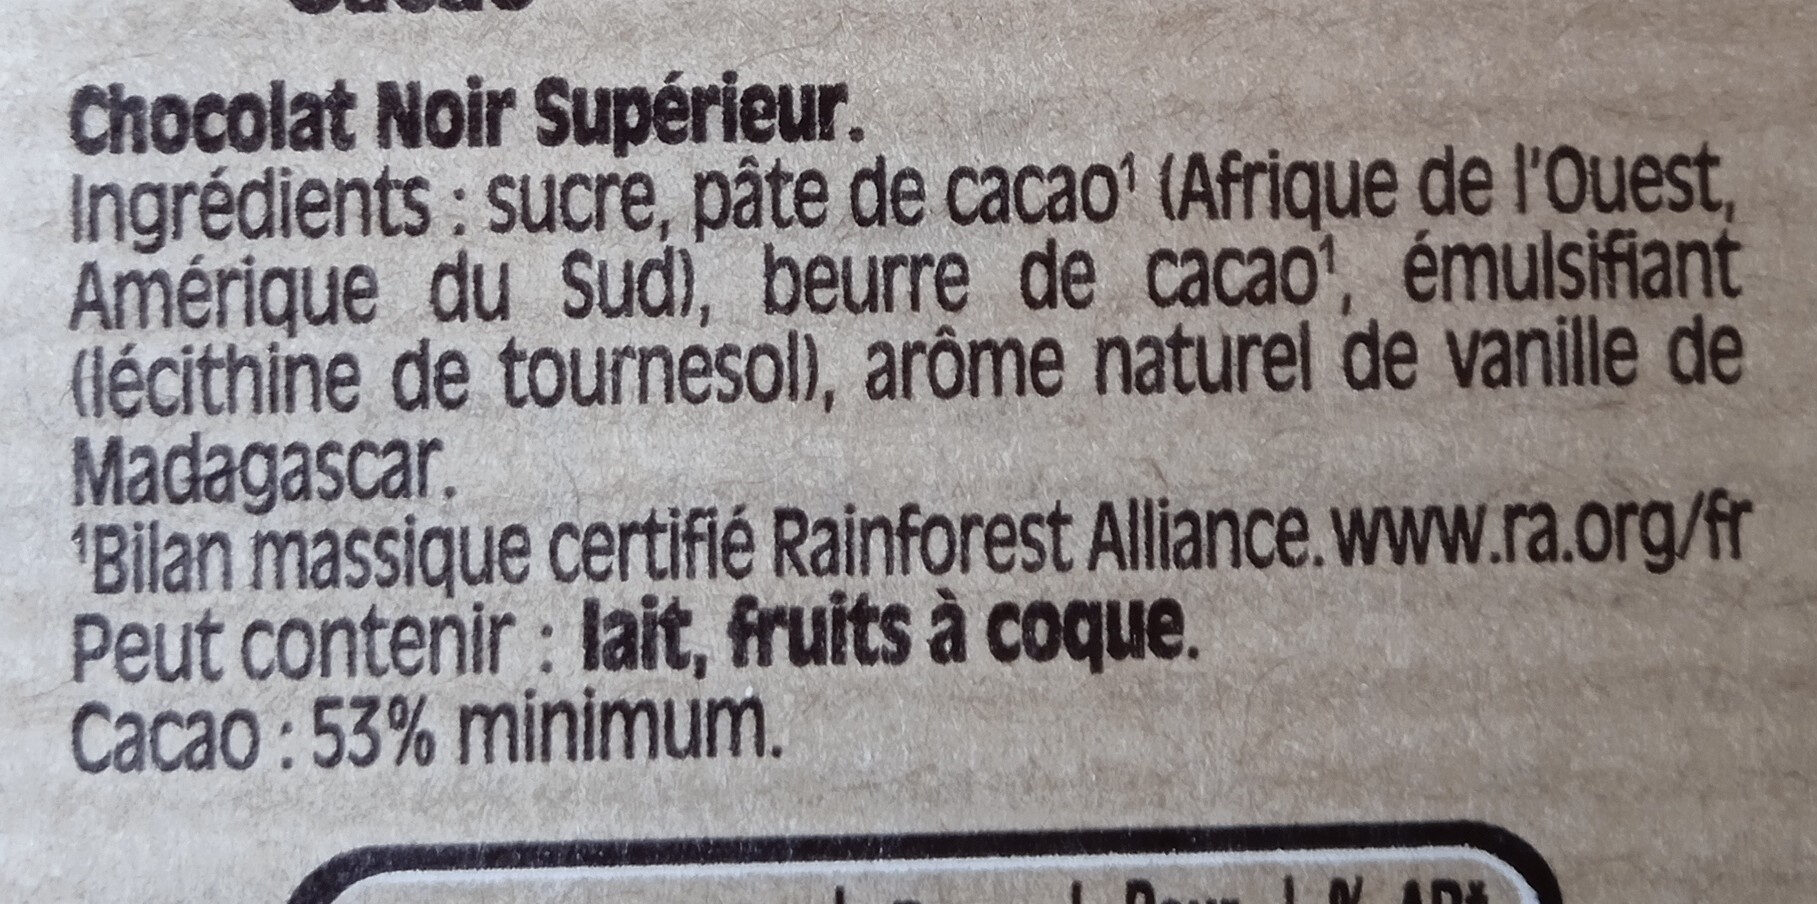 Chocolat Noir Supérieur.
Ingrédients : sucre, pâte de cacao¹ (Afrique de l'Ouest,
Amérique du Sud), beurre de cacao¹, émulsifiant
(lécithine de tournesol), arôme naturel de vanille de
Madagascar.
¹Bilan massique certifié Rainforest Alliance. www.ra.org/fr
Peut contenir : lait, fruits à coque.
Cacao : 53% minimum.